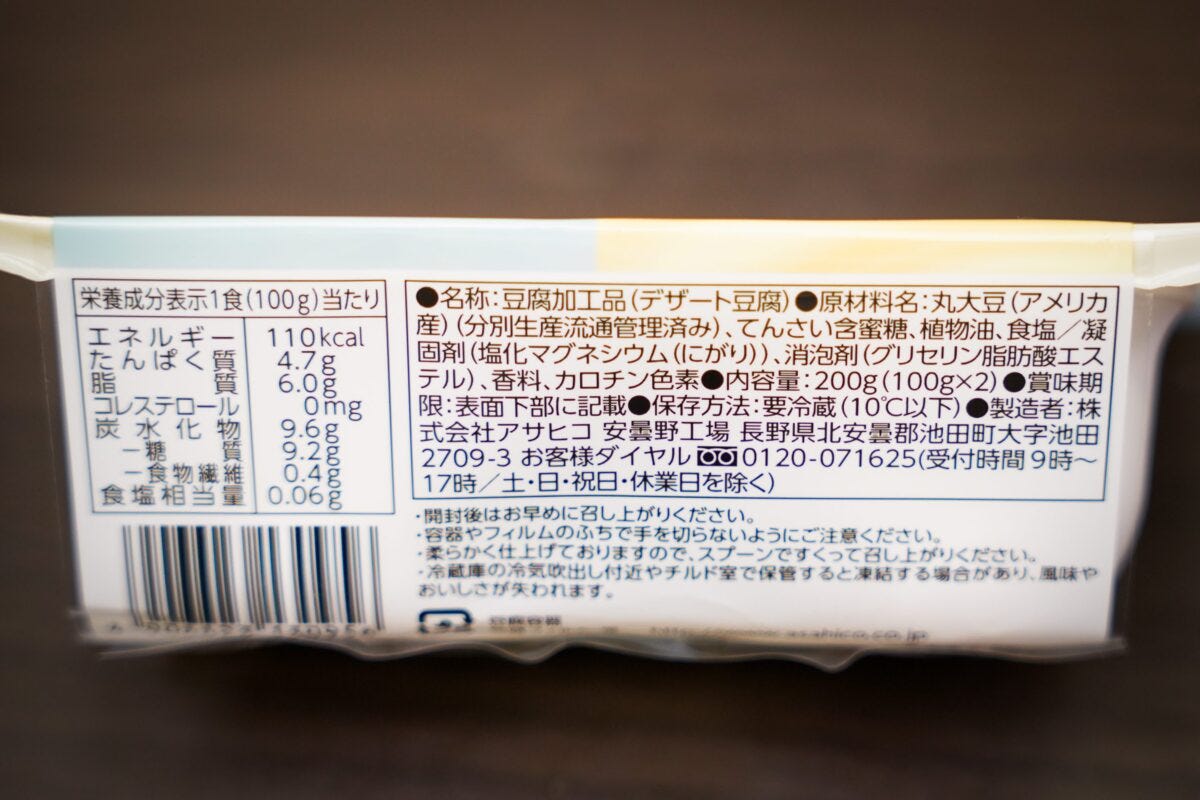 栄養成分表示1食(100g)当たり
エネルギー 110kcal
たんぱく質 4.7g
脂質 6.0g
コレステロール 0mg
炭水化物 9.6g
－糖質 9.2g
－食物繊維 0.4g
食塩相当量 0.06g
●名称：豆腐加工品(デザート豆腐)●原材料名：丸大豆(アメリカ
産)(分別生産流通管理済み)、てんさい含蜜糖、植物油、食塩／凝
固剤(塩化マグネシウム(にがり))、消泡剤(グリセリン脂肪酸エス
テル)、香料、カロチン色素●内容量：200g(100g×2)●賞味期
限：表面下部に記載●保存方法：要冷蔵(10℃以下)●製造者：株
式会社アサヒコ 安曇野工場 長野県北安曇郡池田町大字池田
2709-3 お客様ダイヤル 0120-071625(受付時間9時～
17時／土・日・祝日・休業日を除く)
・開封後はお早めに召し上がりください。
・容器やフィルムのふちで手を切らないようにご注意ください。
・柔らかく仕上げておりますので、スプーンですくって召し上がりください。
・冷蔵庫の冷気吹出し付近やチルド室で保管すると凍結する場合があり、風味や
おいしさが失われます。